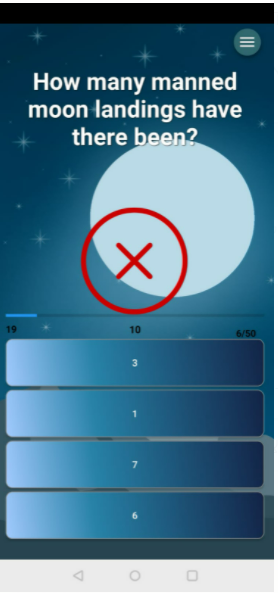 How many manned
moon landings have
there been?
19 10 6/50
3
1
7
6